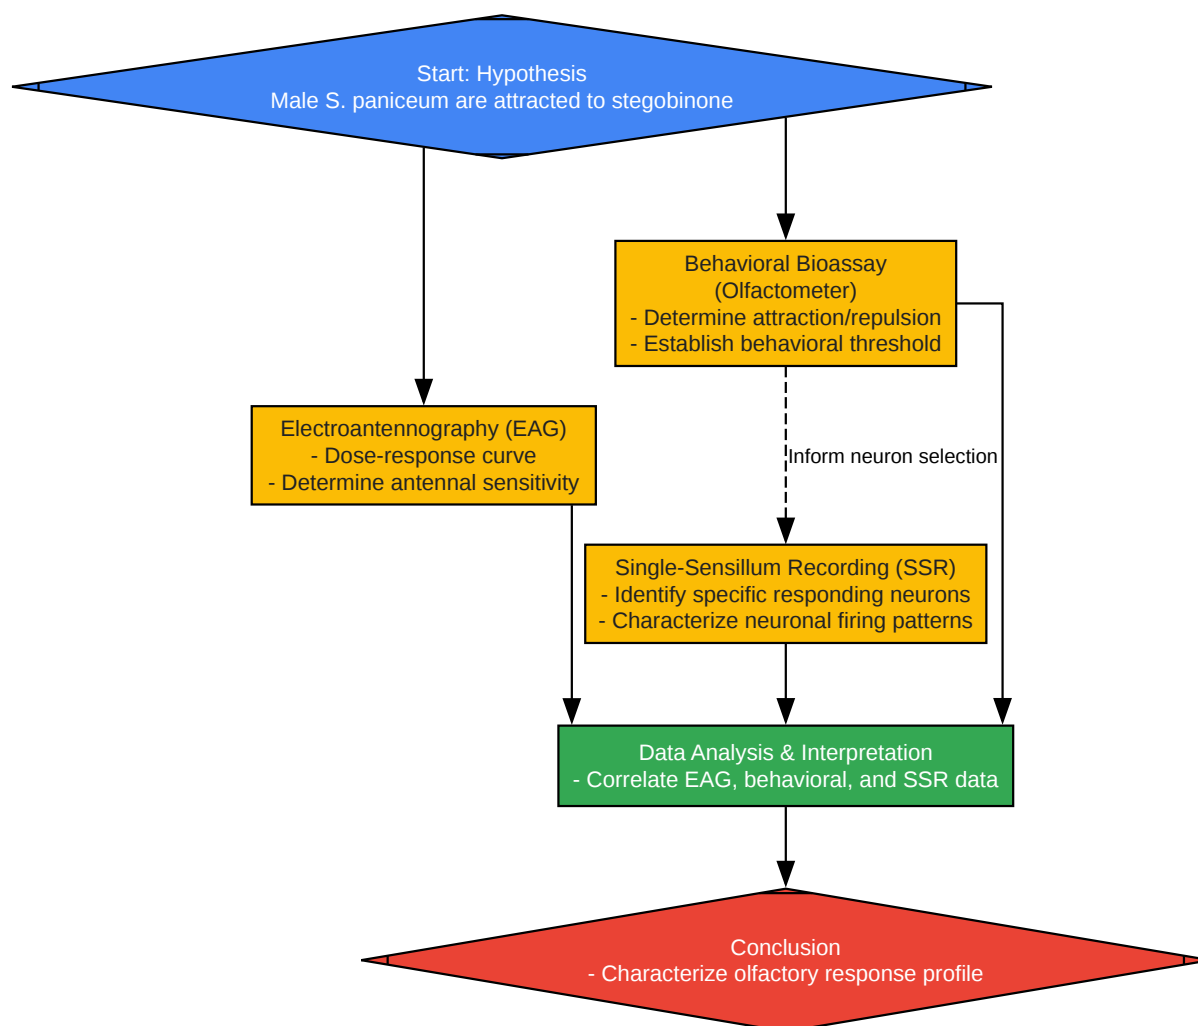 Start: Hypothesis
Male S. paniceum are attracted to stegobinone
Behavioral Bioassay
(Olfactometer)
- Determine attraction/repulsion
- Establish behavioral threshold
Electroantennography (EAG)
- Dose-response curve
- Determine antennal sensitivity
Inform neuron selection
Single-Sensillum Recording (SSR)
- Identify specific responding neurons
- Characterize neuronal firing patterns
Data Analysis & Interpretation
- Correlate EAG, behavioral, and SSR data
Conclusion
- Characterize olfactory response profile